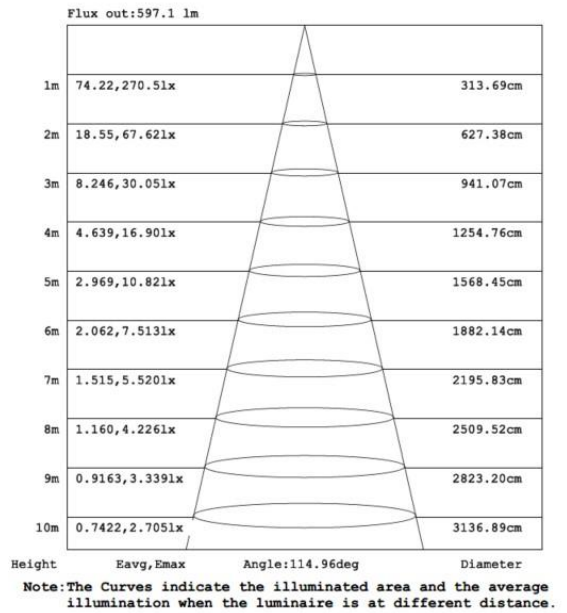 Flux out:597.1 lm
1m 74.22,270.5lx 313.69cm
2m 18.55,67.62lx 627.38cm
3m 8.246,30.05lx 941.07cm
4m 4.639,16.90lx 1254.76cm
5m 2.969,10.82lx 1568.45cm
6m 2.062,7.513lx 1882.14cm
7m 1.515,5.520lx 2195.83cm
8m 1.160,4.226lx 2509.52cm
9m 0.9163,3.339lx 2823.20cm
10m 0.7422,2.705lx 3136.89cm
Height Eavg,Emax Angle:114.96deg Diameter
Note:The Curves indicate the illuminated area and the average
illumination when the luminaire is at different distance.